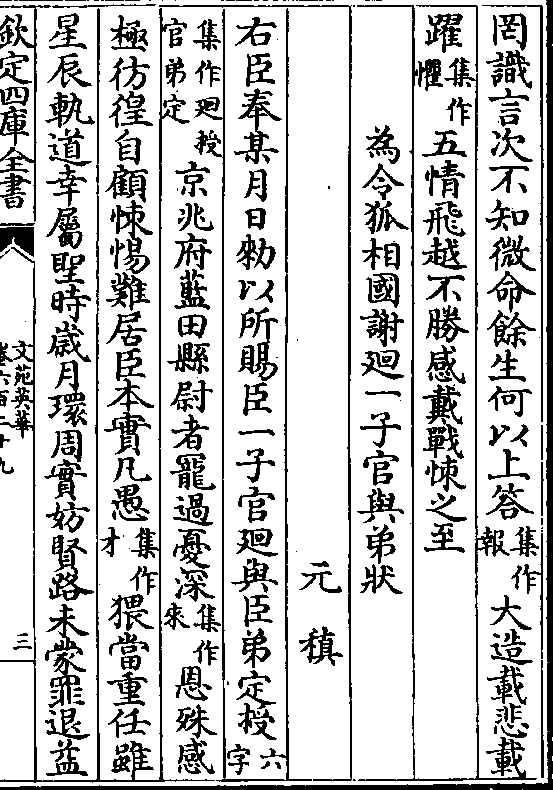 罔識言次不知微命餘生何以上答集作報大造載悲載
躍集作懼五情飛越不勝感戴戰悚之至
為令狐相國謝廻一子官與弟狀
元稹
右臣奉某月日勑以所賜臣一子官廻與臣弟定授六字
集作廻授官弟定京兆府藍田縣尉者寵過憂深集作來恩殊感
極彷徨自顧悚惕難居臣本實凡愚集作才猥當重任雖
星辰軌道幸屬聖時歲月環周實妨賢路未蒙罪退益
欽定四庫全書
文苑英華
卷六百二十九
三